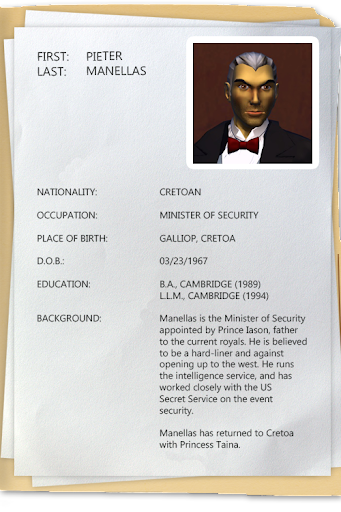 FIRST: PIETER
LAST: MANELLAS
NATIONALITY: CRETOAN
OCCUPATION: MINISTER OF SECURITY
PLACE OF BIRTH: GALLIOP, CRETOA
D.O.B.: 03/23/1967
EDUCATION: B.A., CAMBRIDGE (1989)
L.L.M., CAMBRIDGE (1994)
BACKGROUND: Manellas is the Minister of Security
appointed by Prince Iason, father
to the current royals. He is believed
to be a hard-liner and against
opening up to the west. He runs
the intelligence service, and has
worked closely with the US
Secret Service on the event
security.
Manellas has returned to Cretoa
with Princess Taina.